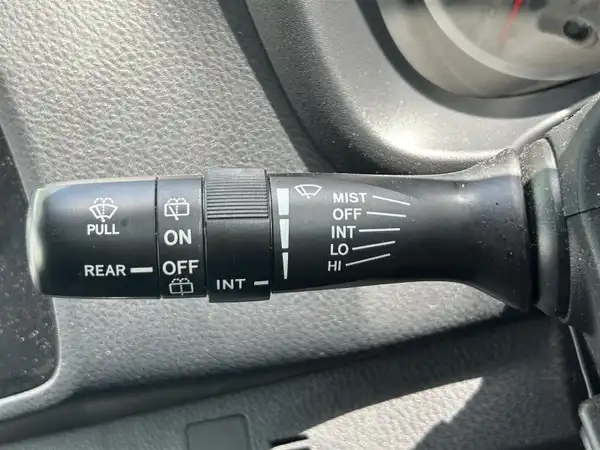 PULL
REAR
ON
OFF
INT
MIST
OFF
INT
LO
HI